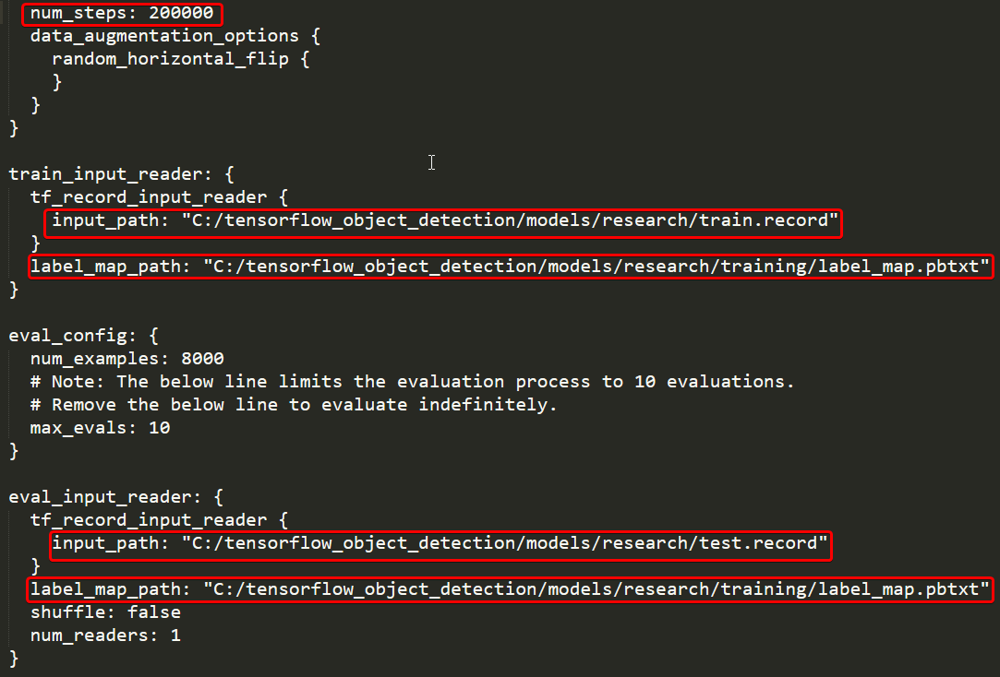 num_steps: 200000
data_augmentation_options {
random_horizontal_flip {
}
}
}
train_input_reader: {
tf_record_input_reader {
input_path: "C:/tensorflow_object_detection/models/research/train.record"
}
label_map_path: "C:/tensorflow_object_detection/models/research/training/label_map.pbtxt"
}
eval_config: {
num_examples: 8000
# Note: The below line limits the evaluation process to 10 evaluations.
# Remove the below line to evaluate indefinitely.
max_evals: 10
}
eval_input_reader: {
tf_record_input_reader {
input_path: "C:/tensorflow_object_detection/models/research/test.record"
}
label_map_path: "C:/tensorflow_object_detection/models/research/training/label_map.pbtxt"
shuffle: false
num_readers: 1
}